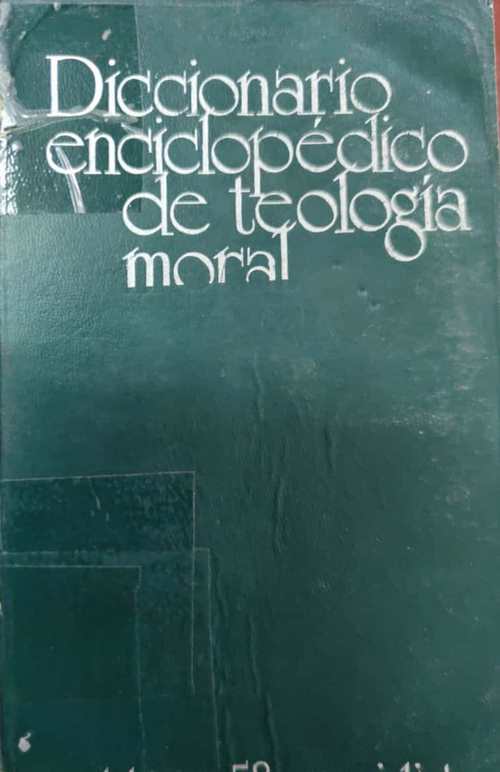 Diccionario
enciclopédico
de teología
moral